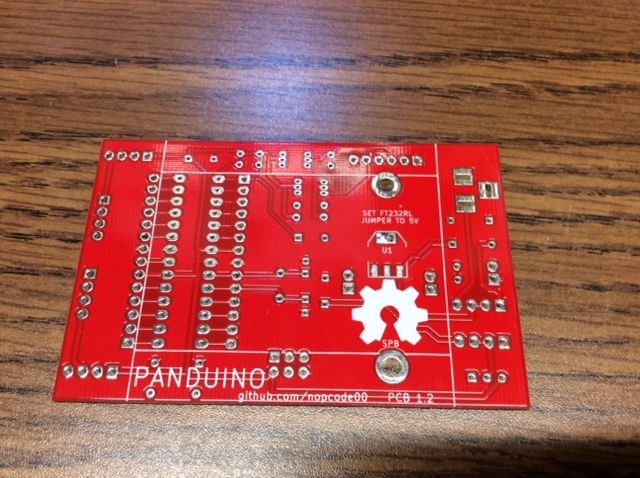 SET FT232RL
JUMPER TO 5V
U1
SPB
PANDUINO
github.com/nopcode00 PCB 1.2